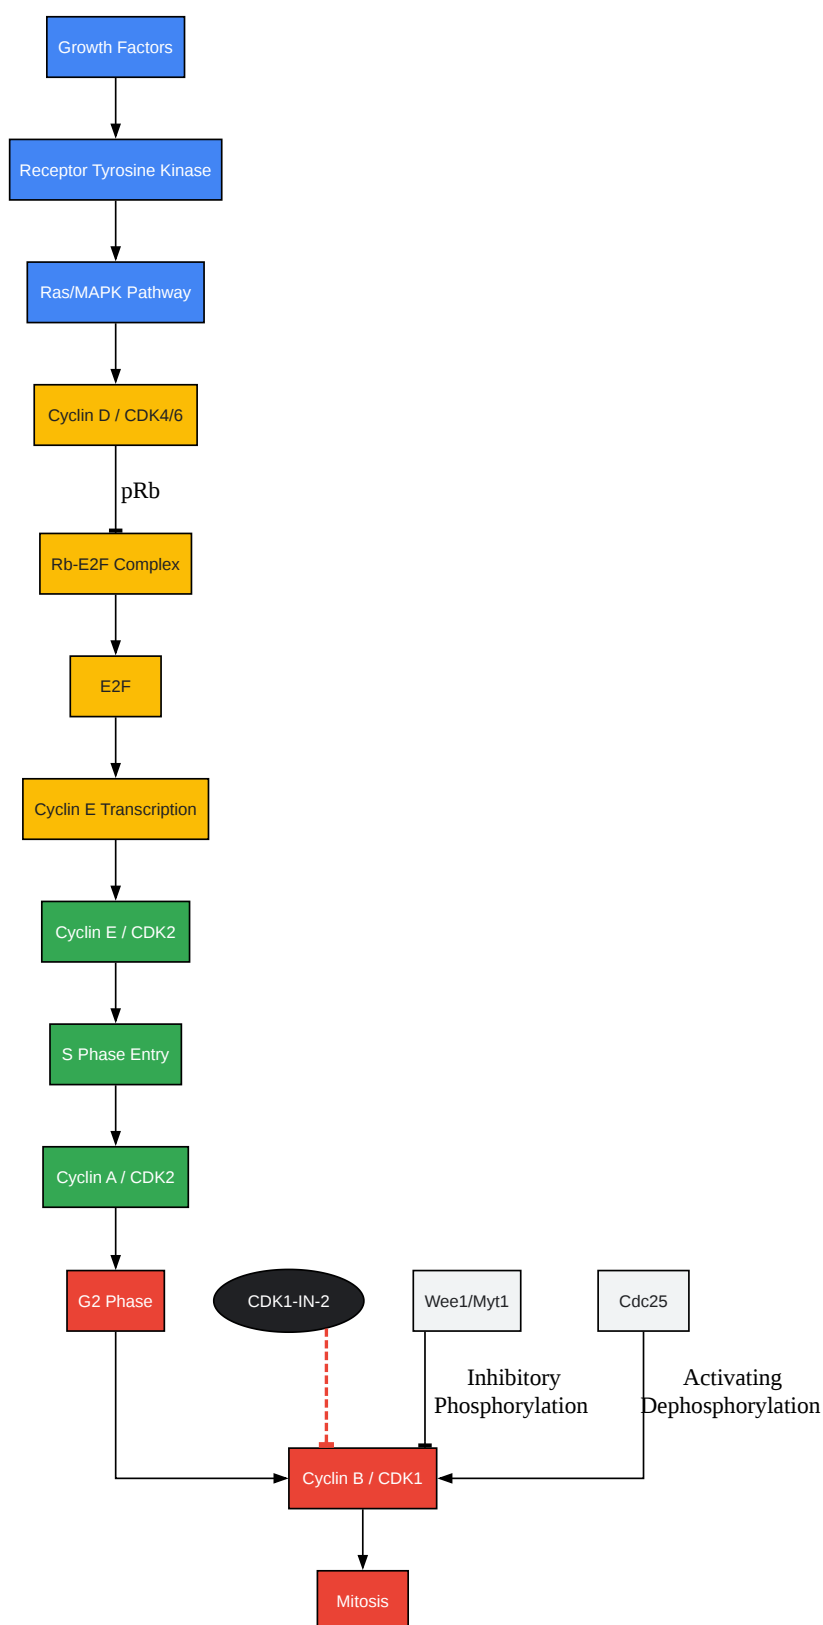 Growth Factors
Receptor Tyrosine Kinase
Ras/MAPK Pathway
Cyclin D / CDK4/6
pRb
Rb-E2F Complex
E2F
Cyclin E Transcription
Cyclin E / CDK2
S Phase Entry
Cyclin A / CDK2
G2 Phase
CDK1-IN-2
Wee1/Myt1
Cdc25
Inhibitory
Phosphorylation
Activating
Dephosphorylation
Cyclin B / CDK1
Mitosis